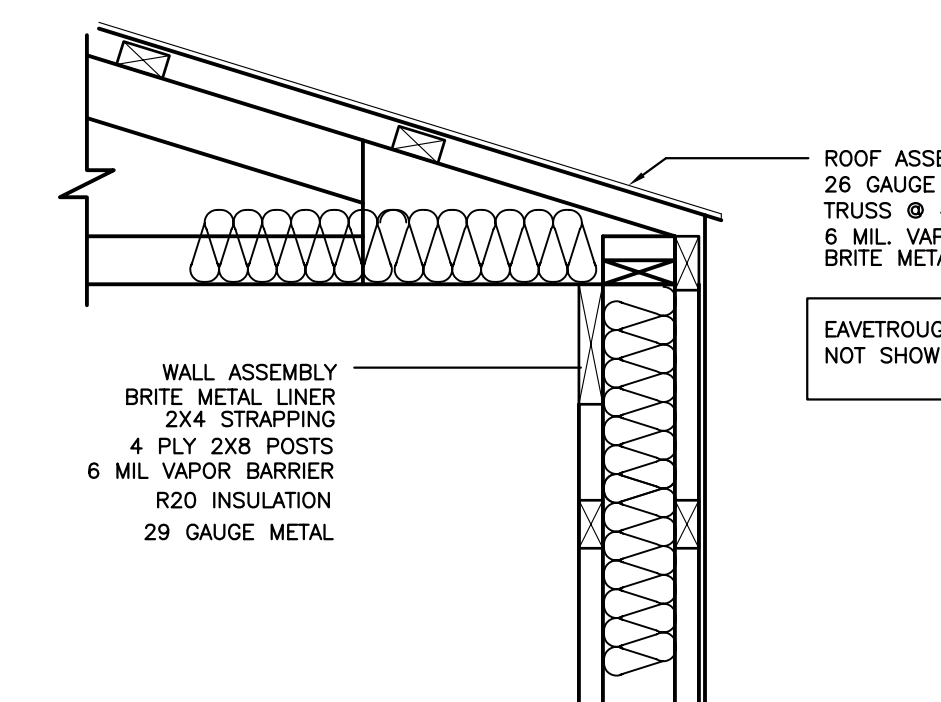 ROOF ASSE
26 GAUGE
TRUSS @
6 MIL. VAP
BRITE META
EAVETROUG
NOT SHOW
WALL ASSEMBLY
BRITE METAL LINER
2X4 STRAPPING
4 PLY 2X8 POSTS
6 MIL VAPOR BARRIER
R20 INSULATION
29 GAUGE METAL